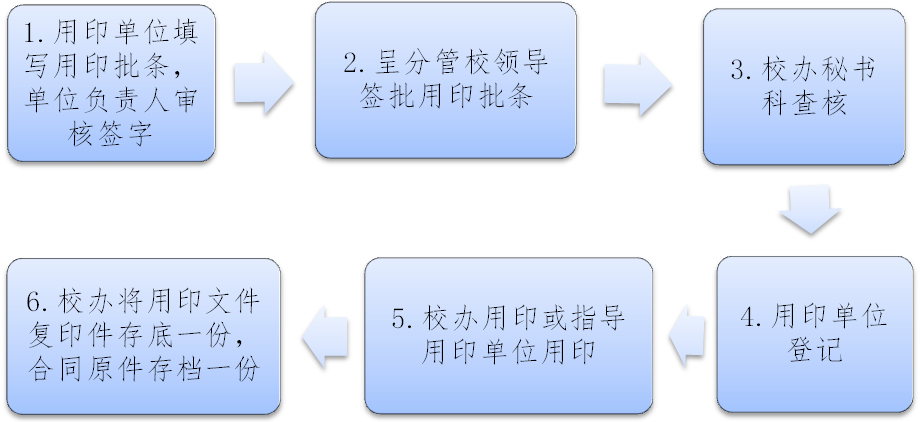 1.用印单位填
写用印批条，
单位负责人审
核签字
2.呈分管校领导
签批用印批条
3.校办秘书
科查核
4.用印单位
登记
5.校办用印或指导
用印单位用印
6.校办将用印文件
复印件存底一份，
合同原件存档一份